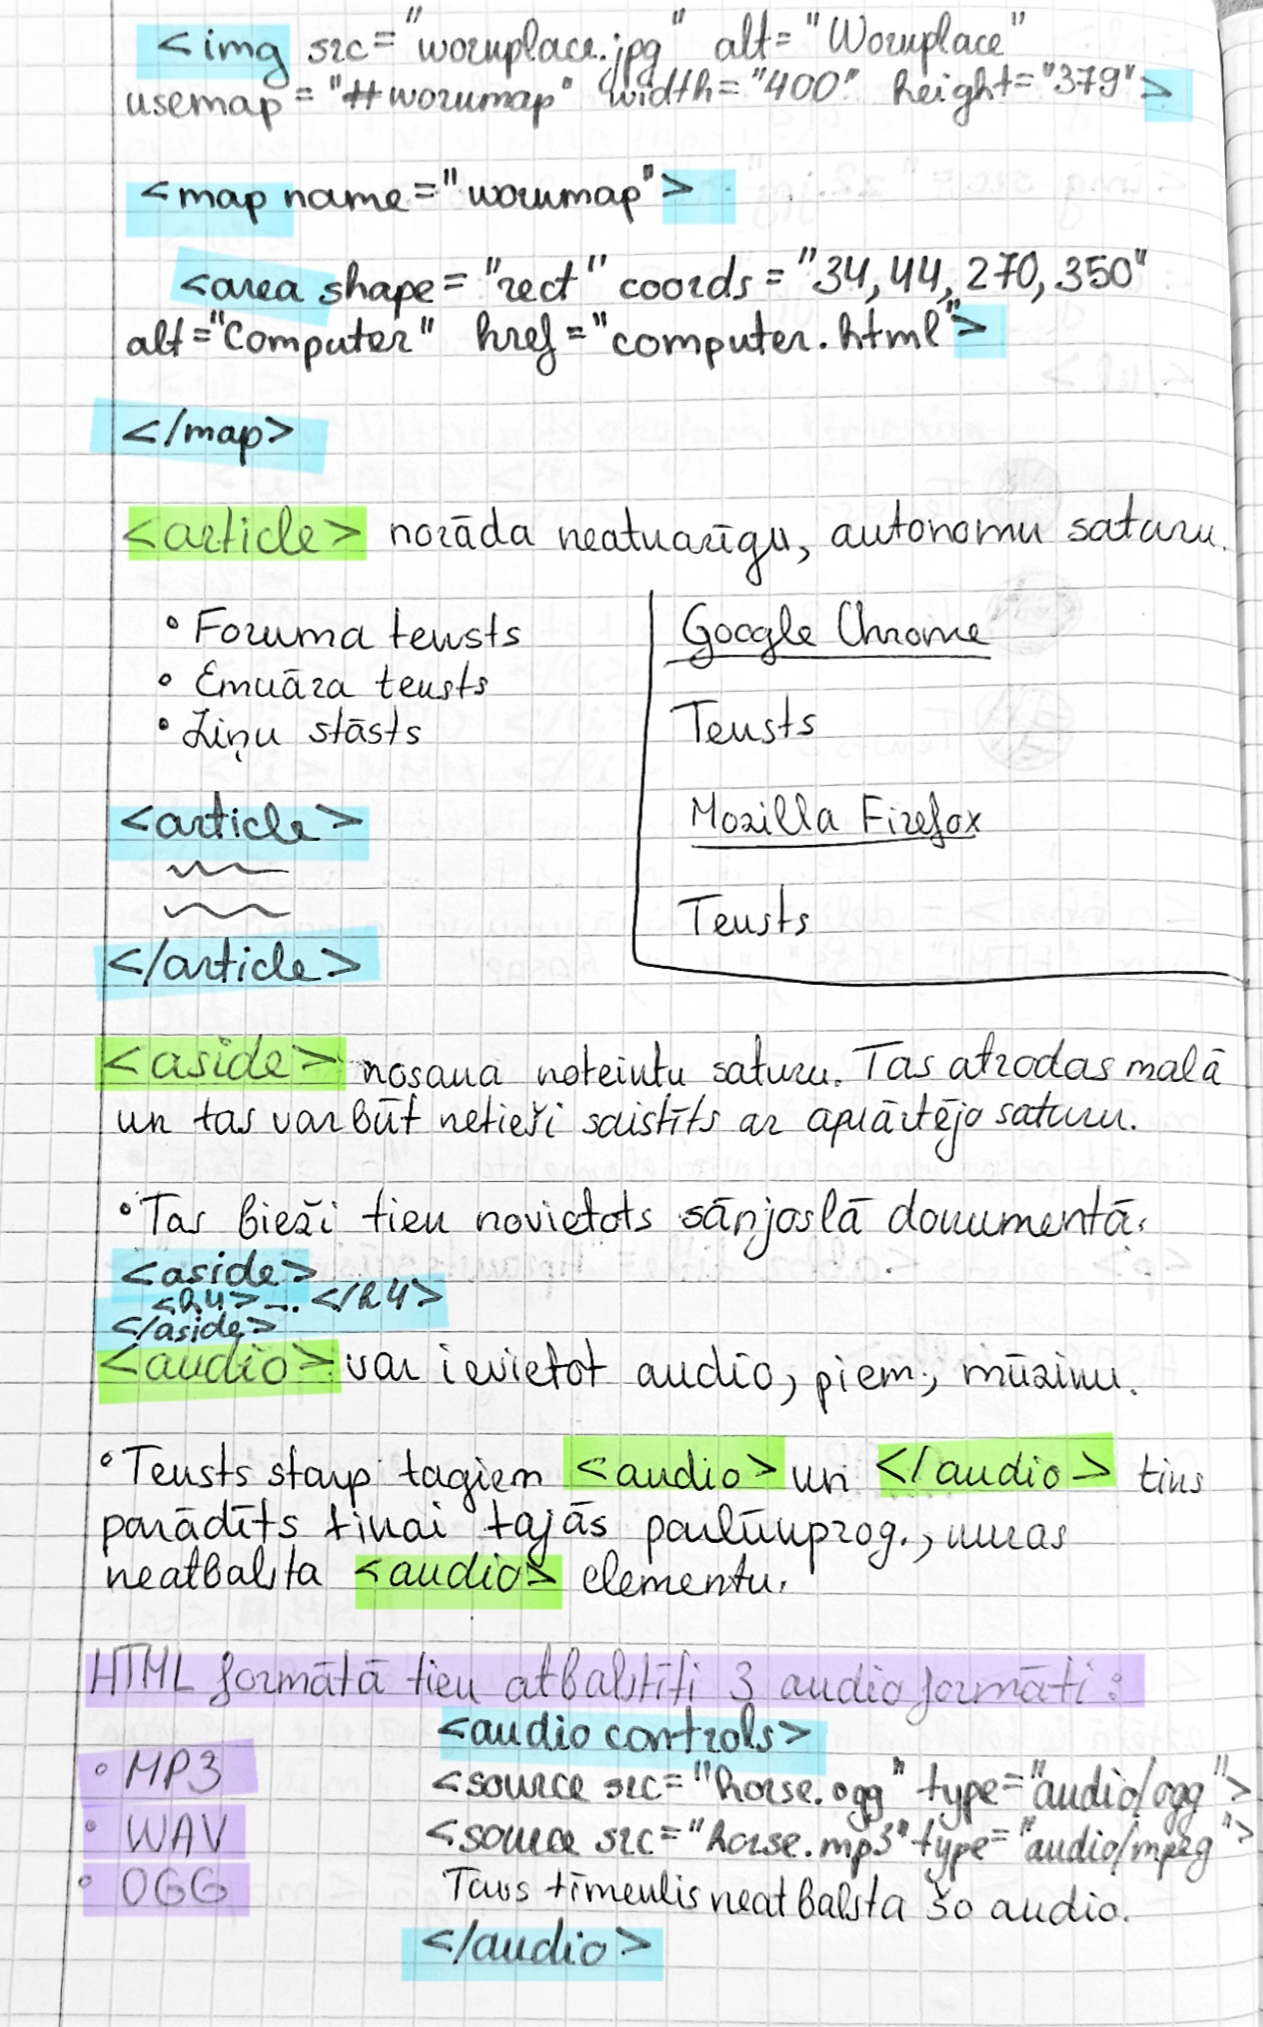 <img src="workplace.jpg" alt="Workplace"
usemap="#workmap" width="400" height="379">
<map name="workmap">
<area shape="rect" coords="34,44,270,350"
alt="Computer" href="computer.html">
</map>
<article> norāda neatkarīgu, autonomu saturu.
• Foruma teksts
• Emuāra teksts
• Ziņu stāsts
<article>
</article>
Google Chrome
Teksts
Mozilla Firefox
Teksts
<aside> nosaka noteiktu saturu. Tas atrodas malā
un tas var būt netieši saistīts ar apkārtējo saturu.
• Tas bieži tiek novietots sānjoslā dokumentā.
<aside>
<h4>... </h4>
</aside>
<audio> var ievietot audio, piem., mūziku.
• Teksts starp tagiem <audio> un </audio> tiks
parādīts tikai tajās pārlūkprog., kuras
neatbalsta <audio> elementu.
HTML formātā tiek atbalstīti 3 audio formāti:
• MP3
• WAV
• OGG
<audio controls>
<source src="horse.ogg" type="audio/ogg">
<source src="horse.mp3" type="audio/mpeg">
Tavs tīmeklis neatbalsta šo audio.
</audio>